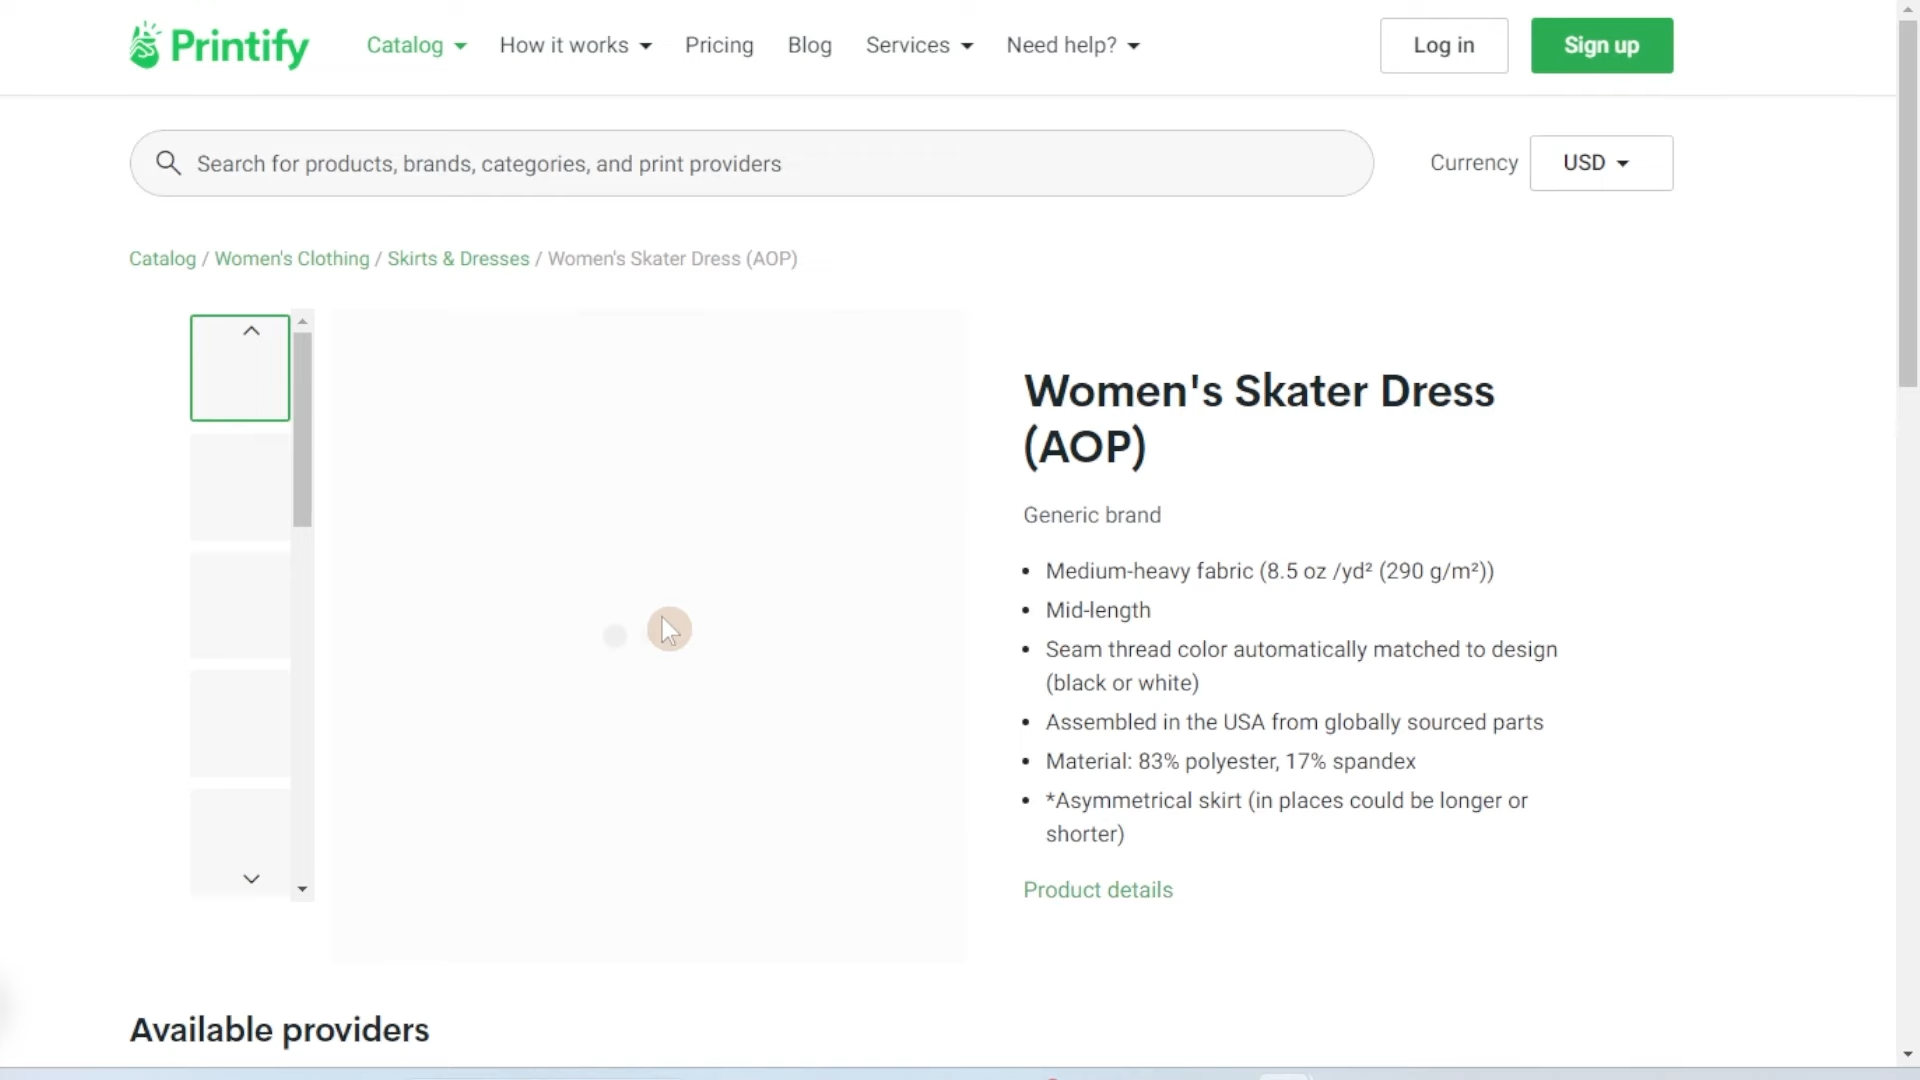 Printify
Catalog
How it works
Pricing
Blog
Services
Need help?
Log in
Sign up
Search for products, brands, categories, and print providers
Currency
USD
Catalog / Women's Clothing / Skirts & Dresses / Women's Skater Dress (AOP)
Women's Skater Dress
(AOP)
Generic brand
• Medium-heavy fabric (8.5 oz /yd² (290 g/m²))
• Mid-length
• Seam thread color automatically matched to design
(black or white)
• Assembled in the USA from globally sourced parts
• Material: 83% polyester, 17% spandex
• *Asymmetrical skirt (in places could be longer or
shorter)
Product details
Available providers